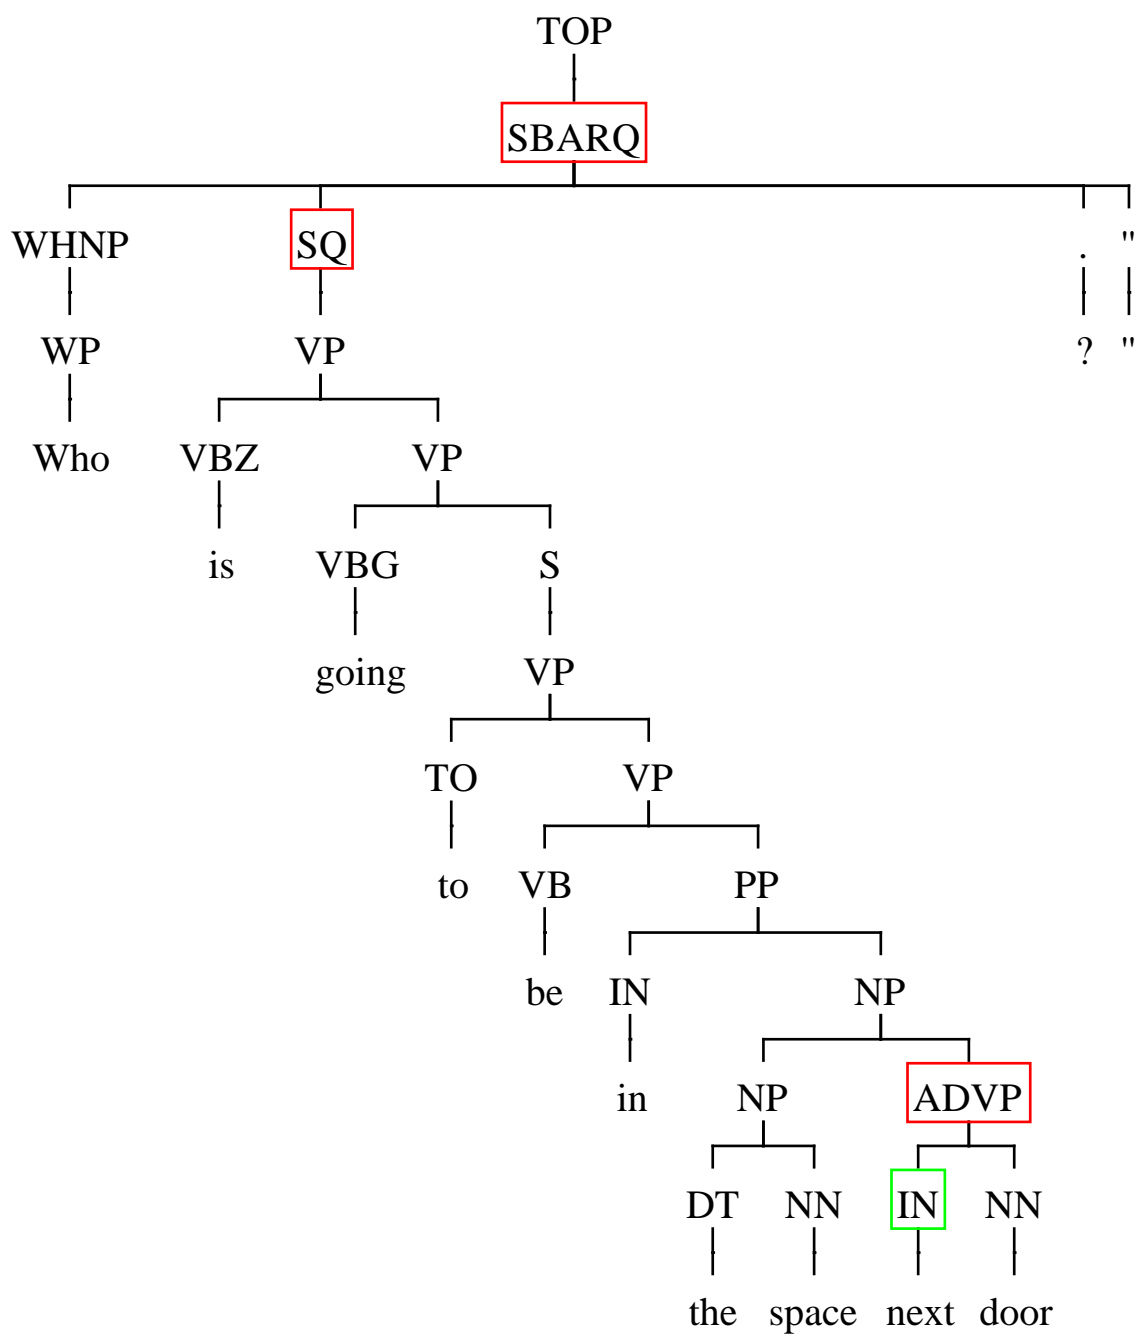 TOP
SBARQ
WHNP SQ . "
WP VP ? "
Who VBZ VP
is VBG S
going VP
TO VP
to VB PP
be IN NP
in NP ADVP
DT NN IN NN
the space next door